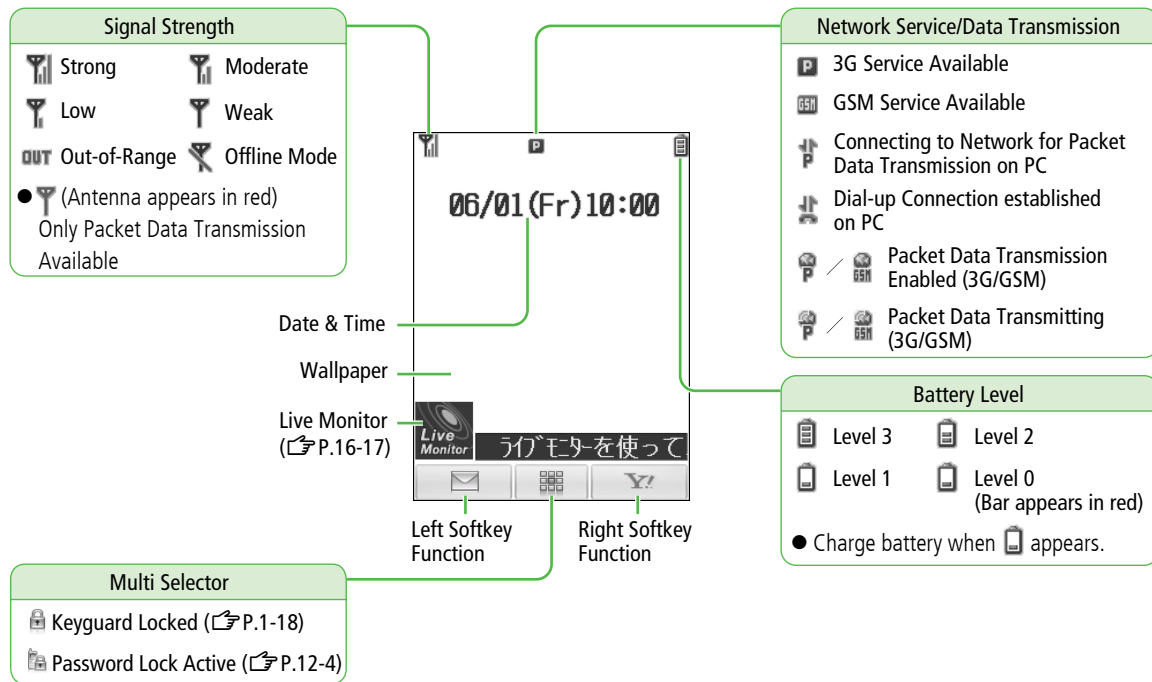 Signal Strength
Strong
Moderate
Low
Weak
OUT Out-of-Range
Offline Mode
● (Antenna appears in red)
Only Packet Data Transmission
Available
Network Service/Data Transmission
P 3G Service Available
GSM GSM Service Available
P Connecting to Network for Packet
Data Transmission on PC
Dial-up Connection established
on PC
P / GSM Packet Data Transmission
Enabled (3G/GSM)
P / GSM Packet Data Transmitting
(3G/GSM)
P
06/01(Fr)10:00
Date & Time
Wallpaper
Live Monitor
(☞P.16-17)
Live
Monitor
ライブモニターを使って
Y!
Left Softkey
Function
Right Softkey
Function
Battery Level
Level 3
Level 2
Level 1
Level 0
(Bar appears in red)
● Charge battery when appears.
Multi Selector
Keyguard Locked (☞P.1-18)
Password Lock Active (☞P.12-4)